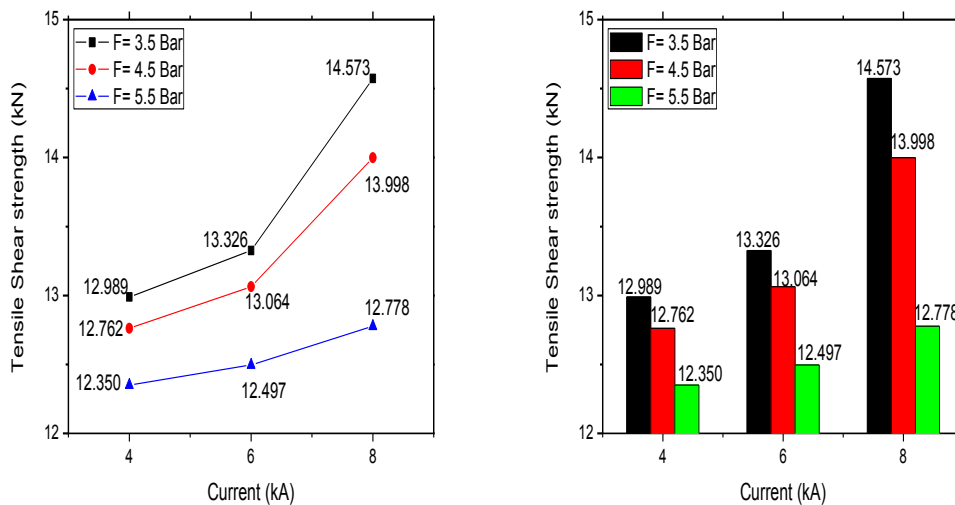 15
14
13
12
Tensile Shear strength (kN)
F= 3.5 Bar
F= 4.5 Bar
F= 5.5 Bar
14.573
13.998
13.326
13.064
12.989
12.762
12.778
12.350
12.497
4 6 8
Current (kA)
15
14
13
12
Tensile Shear strength (kN)
F= 3.5 Bar
F= 4.5 Bar
F= 5.5 Bar
14.573
13.998
13.326
13.064
12.989
12.762
12.778
12.350
12.497
4 6 8
Current (kA)